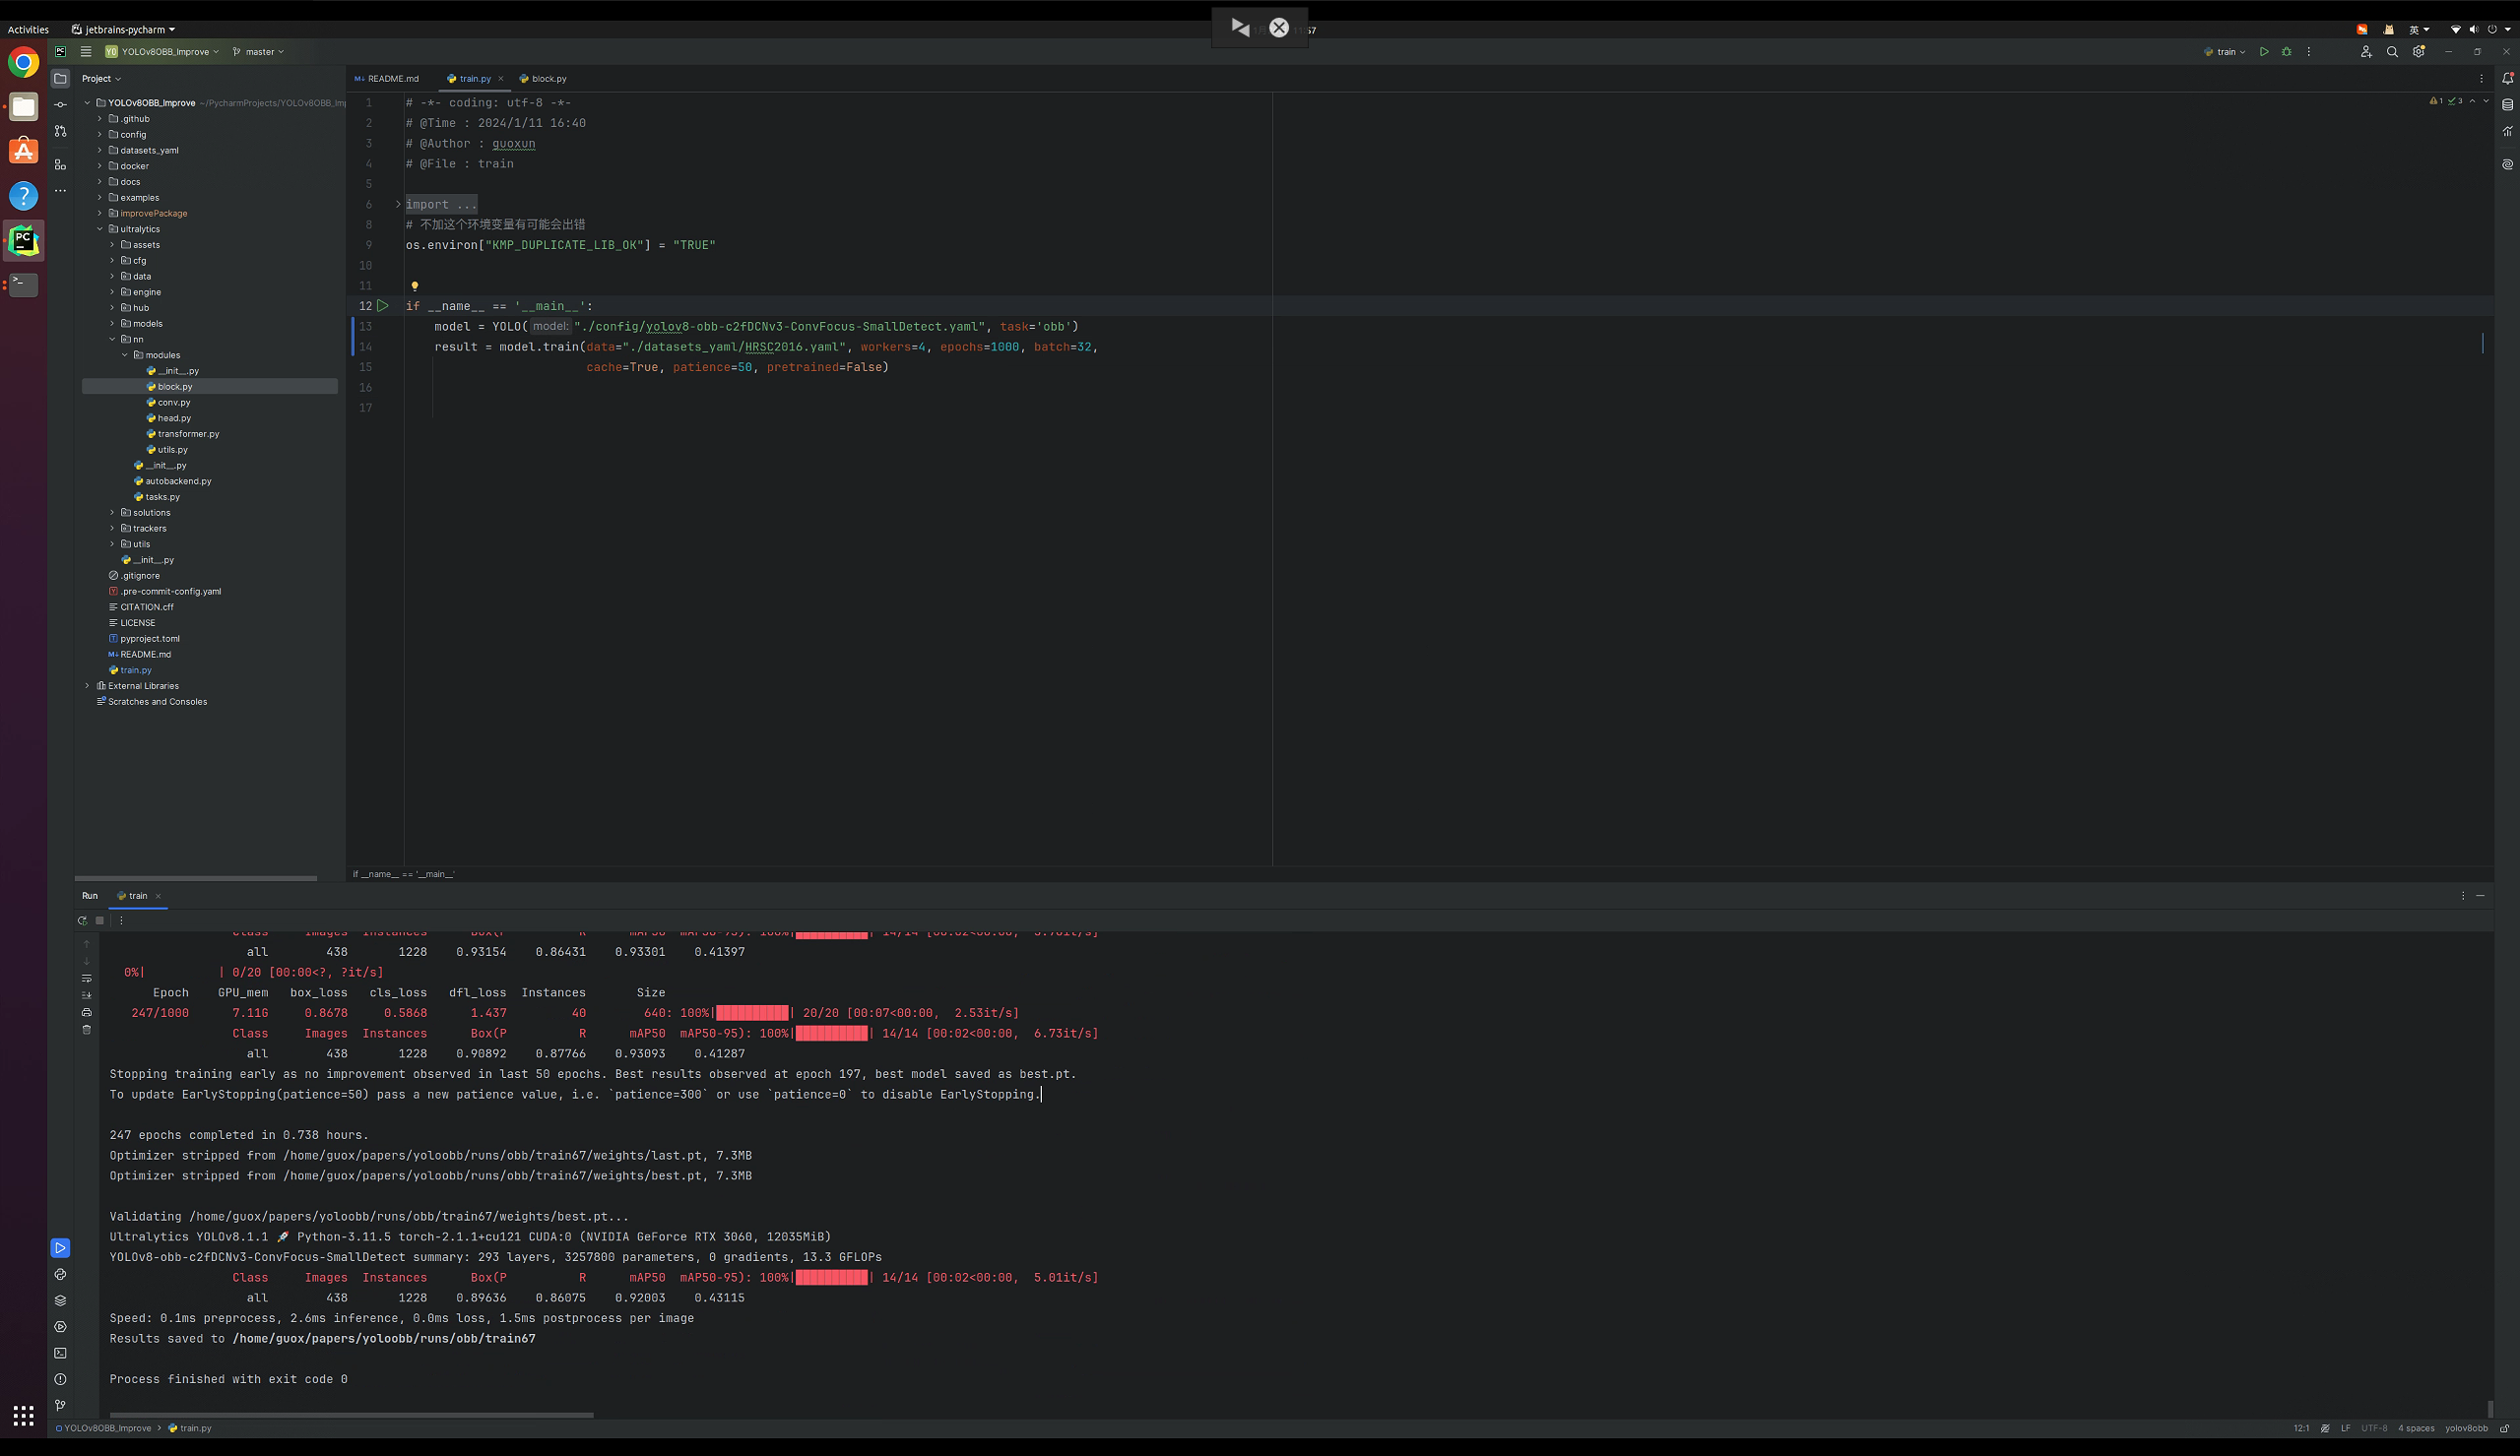 Activities jetbrains-pycharm 57 英
YOLOv8OBB_Improve master train
Project README.md train.py block.py
YOLOv8OBB_Improve ~/PycharmProjects/YOLOv8OBB_Imp
.github
config
datasets_yaml
docker
docs
examples
improvePackage
ultralytics
assets
cfg
data
engine
hub
models
nn
modules
__init__.py
block.py
conv.py
head.py
transformer.py
utils.py
__init__.py
autobackend.py
tasks.py
solutions
trackers
utils
__init__.py
.gitignore
.pre-commit-config.yaml
CITATION.cff
LICENSE
pyproject.toml
README.md
train.py
External Libraries
Scratches and Consoles
1 # -*- coding: utf-8 -*-
2 # @Time : 2024/1/11 16:40
3 # @Author : guoxun
4 # @File : train
5
6 import ...
8 # 不加这个环境变量有可能会出错
9 os.environ["KMP_DUPLICATE_LIB_OK"] = "TRUE"
10
11
12 if __name__ == '__main__':
13 model = YOLO( model: "./config/yolov8-obb-c2fDCNv3-ConvFocus-SmallDetect.yaml", task='obb')
14 result = model.train(data="./datasets_yaml/HRSC2016.yaml", workers=4, epochs=1000, batch=32,
15 cache=True, patience=50, pretrained=False)
16
17
1 3
if __name__ == '__main__'
Run train
Class Images Instances Box(P R mAP50 mAP50-95): 100%| 14/14 [00:02<00:00, 5.78it/s]
all 438 1228 0.93154 0.86431 0.93301 0.41397
0%| | 0/20 [00:00<?, ?it/s]
Epoch GPU_mem box_loss cls_loss dfl_loss Instances Size
247/1000 7.11G 0.8678 0.5868 1.437 40 640: 100%|██████████| 20/20 [00:07<00:00, 2.53it/s]
Class Images Instances Box(P R mAP50 mAP50-95): 100%|██████████| 14/14 [00:02<00:00, 6.73it/s]
all 438 1228 0.90892 0.87766 0.93093 0.41287
Stopping training early as no improvement observed in last 50 epochs. Best results observed at epoch 197, best model saved as best.pt.
To update EarlyStopping(patience=50) pass a new patience value, i.e. `patience=300` or use `patience=0` to disable EarlyStopping.
247 epochs completed in 0.738 hours.
Optimizer stripped from /home/guox/papers/yoloobb/runs/obb/train67/weights/last.pt, 7.3MB
Optimizer stripped from /home/guox/papers/yoloobb/runs/obb/train67/weights/best.pt, 7.3MB
Validating /home/guox/papers/yoloobb/runs/obb/train67/weights/best.pt...
Ultralytics YOLOv8.1.1 🚀 Python-3.11.5 torch-2.1.1+cu121 CUDA:0 (NVIDIA GeForce RTX 3060, 12035MiB)
YOLOv8-obb-c2fDCNv3-ConvFocus-SmallDetect summary: 293 layers, 3257800 parameters, 0 gradients, 13.3 GFLOPs
Class Images Instances Box(P R mAP50 mAP50-95): 100%|██████████| 14/14 [00:02<00:00, 5.01it/s]
all 438 1228 0.89636 0.86075 0.92003 0.43115
Speed: 0.1ms preprocess, 2.6ms inference, 0.0ms loss, 1.5ms postprocess per image
Results saved to /home/guox/papers/yoloobb/runs/obb/train67
Process finished with exit code 0
YOLOv8OBB_Improve > train.py 12:1 LF UTF-8 4 spaces yolov8obb